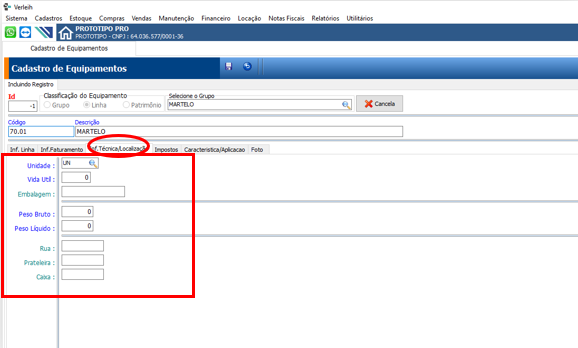 Verleih
Sistema Cadastros Estoque Compras Vendas Manutenção Financeiro Locação Notas Fiscais Relatórios Utilitários
PROTOTIPO PRO
PROTOTIPO - CNPJ : 64.036.577/0001-36
Cadastro de Equipamentos
Cadastro de Equipamentos
Incluindo Registro
Id Classificação do Equipamento Selecione o Grupo
-1 Grupo Linha Patrimônio MARTELO Cancela
Código Descrição
70.01 MARTELO
Inf. Linha Inf.Faturamento Inf.Técnica/Localização Impostos Caracteristica/Aplicacao Foto
Unidade : UN
Vida Util : 0
Embalagem :
Peso Bruto : 0
Peso Líquido : 0
Rua :
Prateleira :
Caixa :